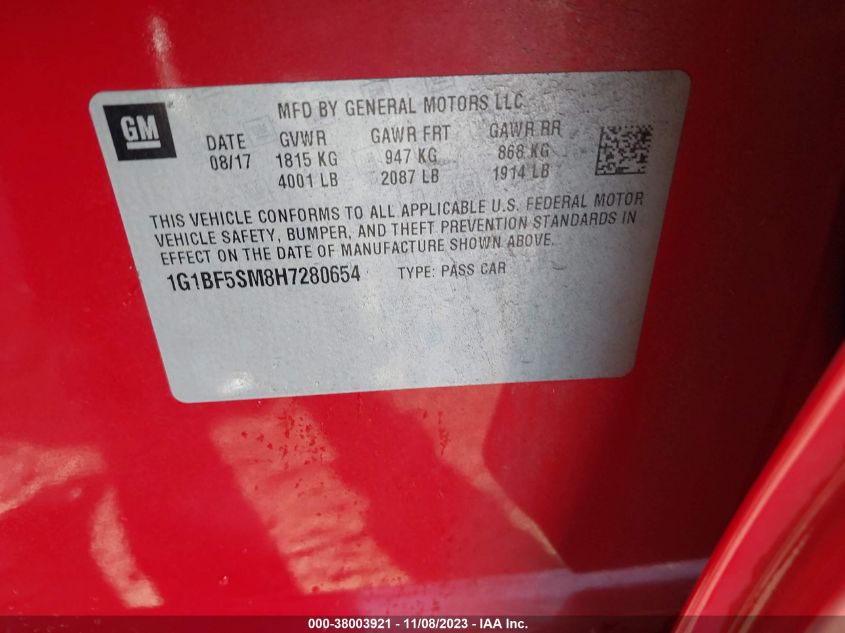 MFD BY GENERAL MOTORS LLC
GM
DATE GVWR GAWR FRT GAWR RR
08/17 1815 KG 947 KG 868 KG
4001 LB 2087 LB 1914 LB
THIS VEHICLE CONFORMS TO ALL APPLICABLE U.S. FEDERAL MOTOR
VEHICLE SAFETY, BUMPER, AND THEFT PREVENTION STANDARDS IN
EFFECT ON THE DATE OF MANUFACTURE SHOWN ABOVE.
1G1BF5SM8H7280654 TYPE: PASS CAR
000-38003921 - 11/08/2023 - IAA Inc.